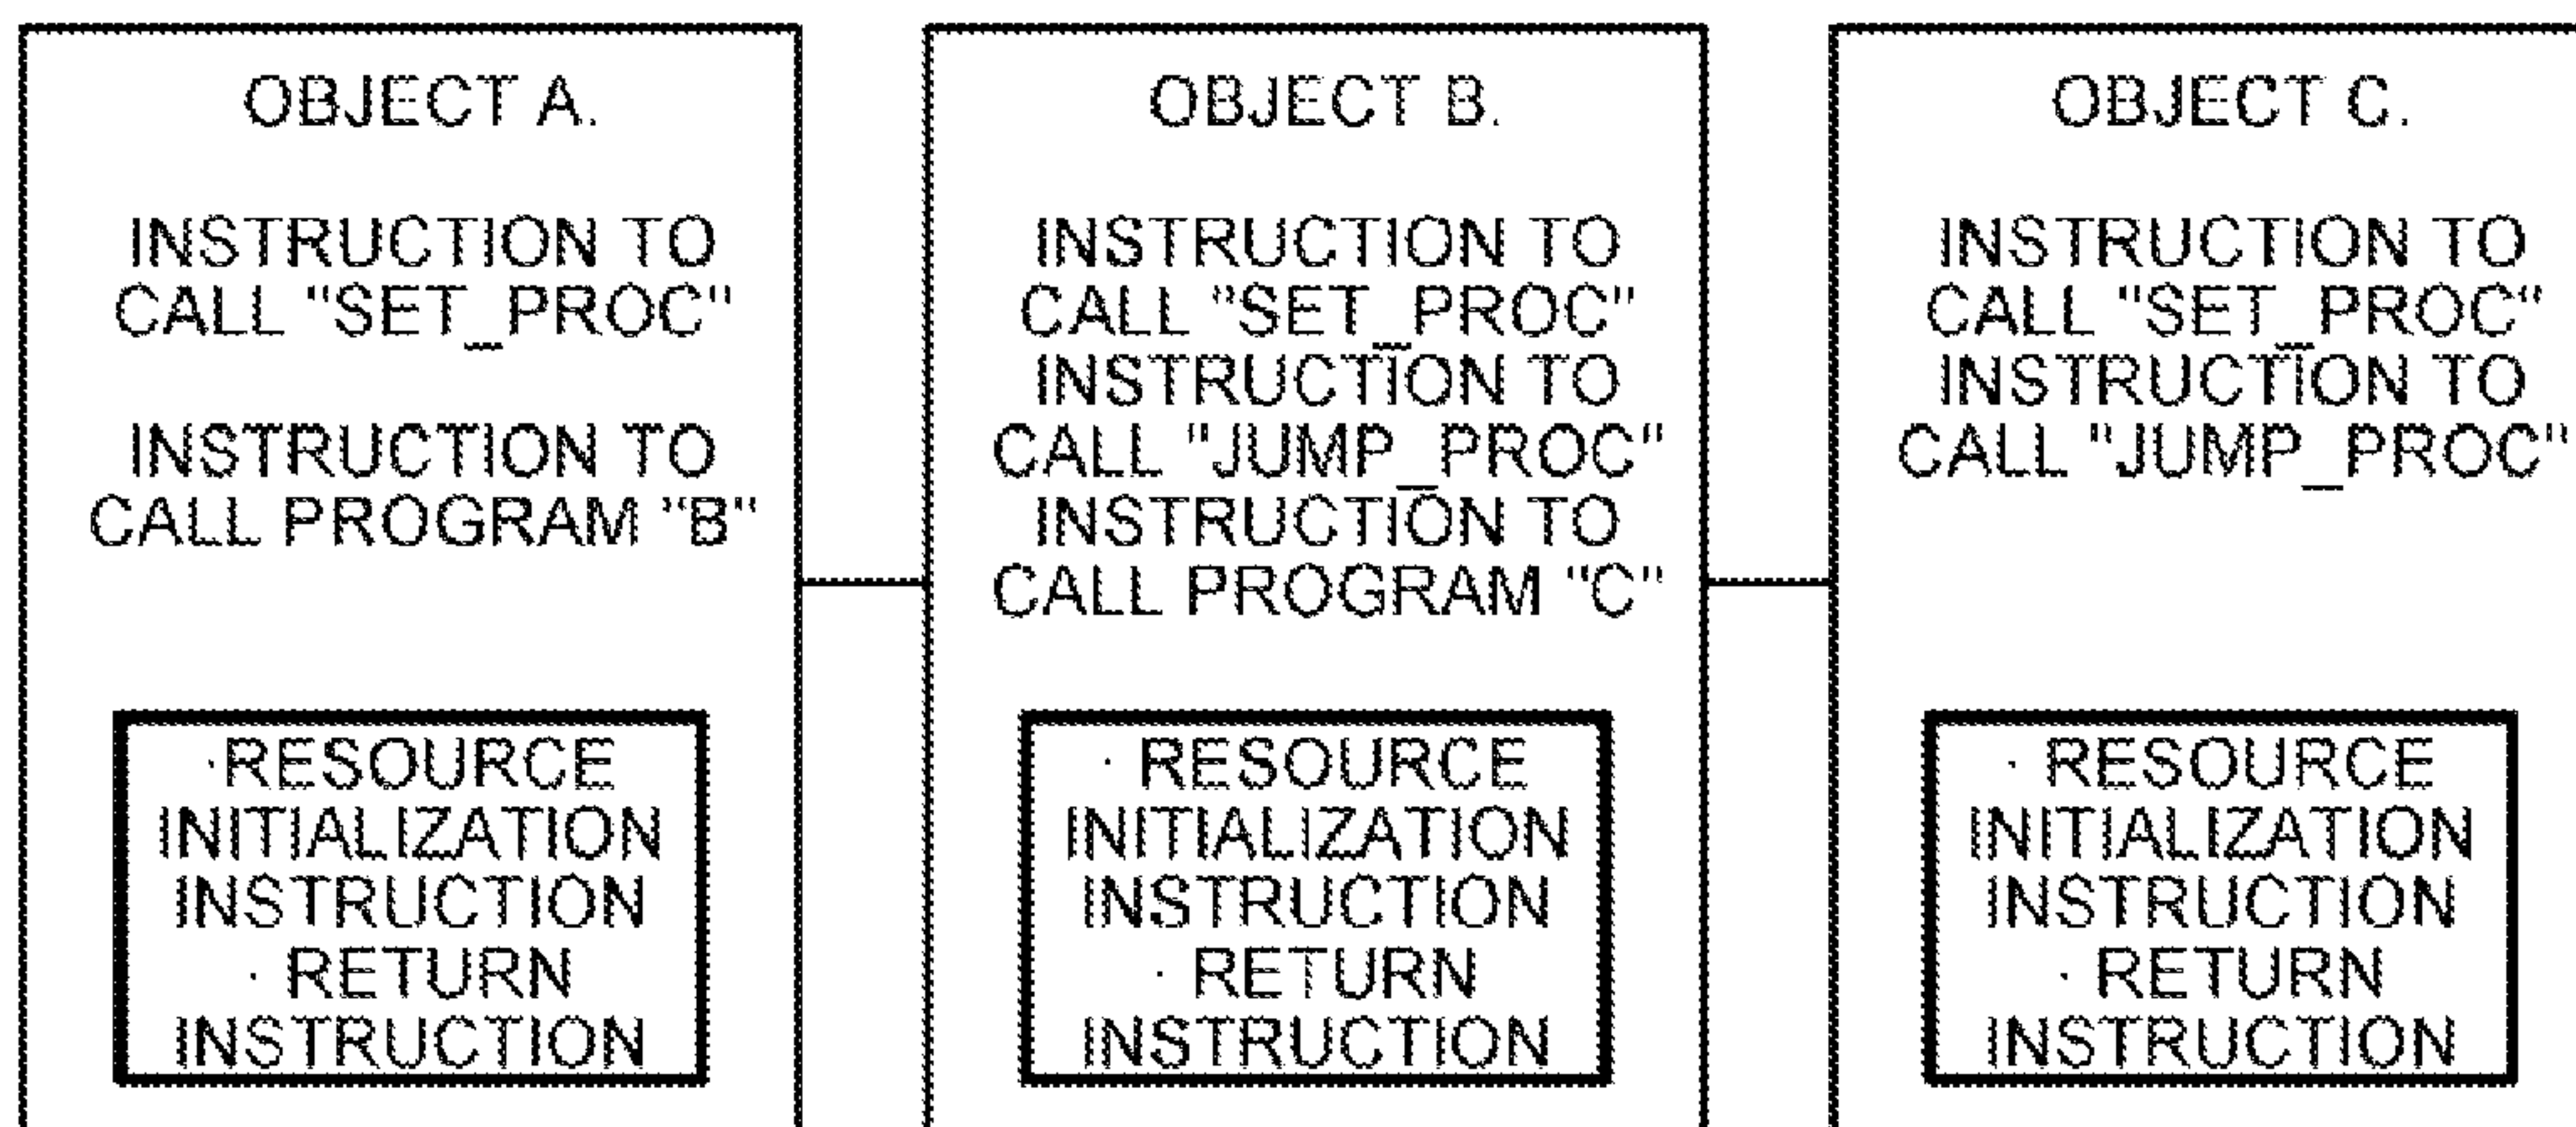 OBJECT A.
INSTRUCTION TO
CALL "SET_PROC"
INSTRUCTION TO
CALL PROGRAM "B"
·RESOURCE
INITIALIZATION
INSTRUCTION
· RETURN
INSTRUCTION
OBJECT B.
INSTRUCTION TO
CALL "SET_PROC"
INSTRUCTION TO
CALL "JUMP_PROC"
INSTRUCTION TO
CALL PROGRAM "C"
· RESOURCE
INITIALIZATION
INSTRUCTION
· RETURN
INSTRUCTION
OBJECT C.
INSTRUCTION TO
CALL "SET_PROC"
INSTRUCTION TO
CALL "JUMP_PROC"
· RESOURCE
INITIALIZATION
INSTRUCTION
· RETURN
INSTRUCTION